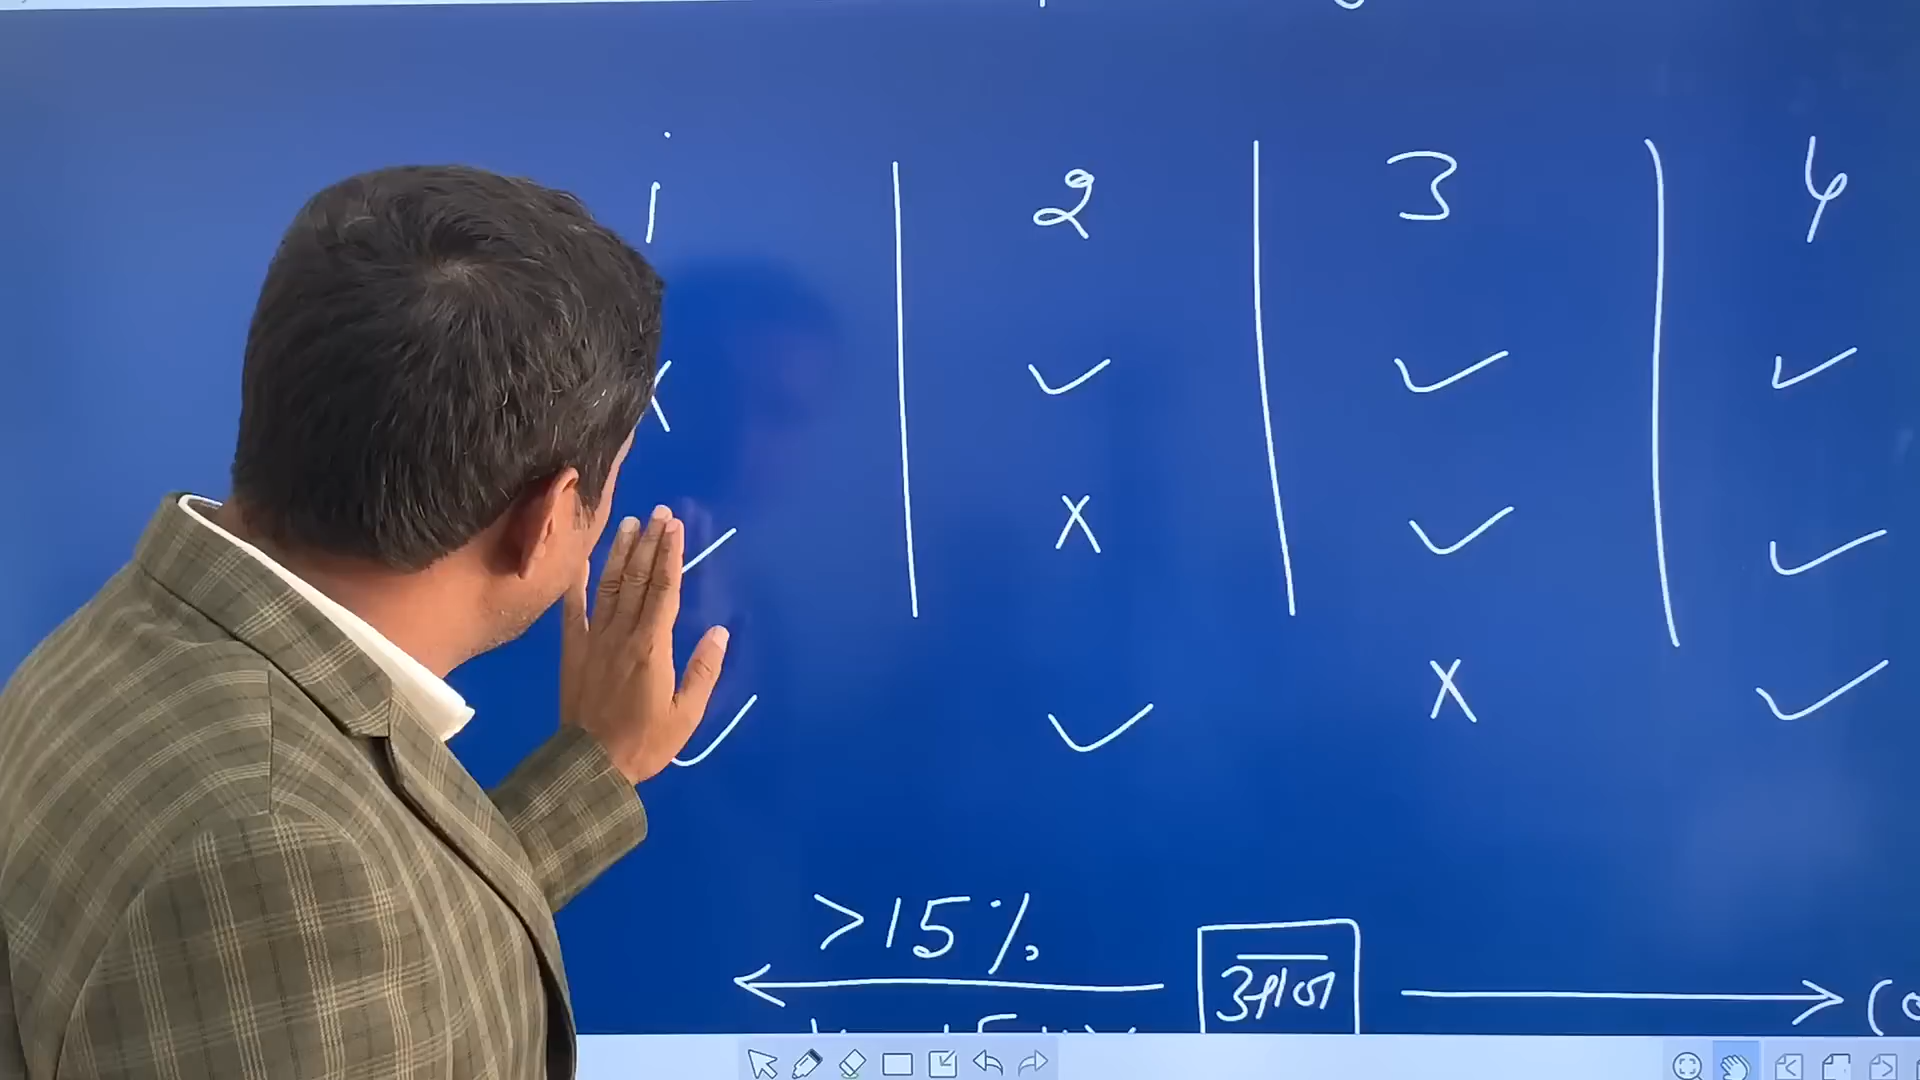 1 2 3 4
✓ ✓ ✓
✓ X ✓ ✓
✓ ✓ X ✓
>15%
आज